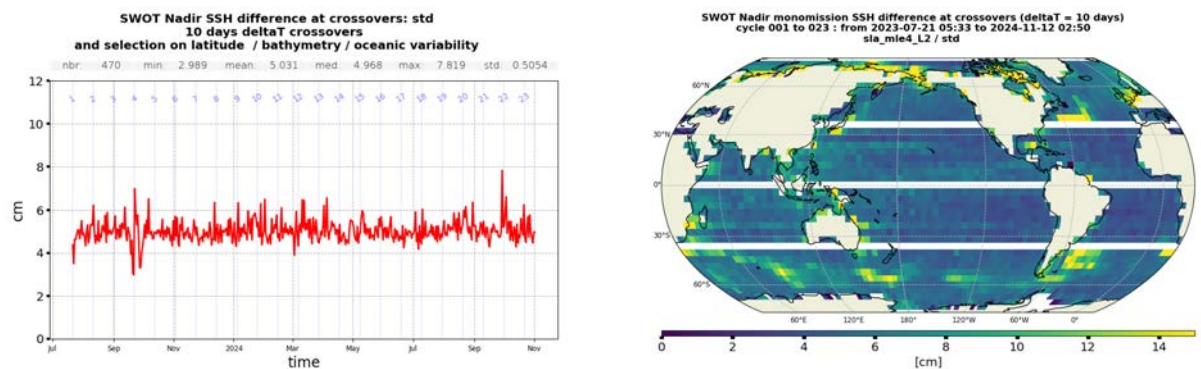 SWOT Nadir SSH difference at crossovers: std
10 days deltaT crossovers
and selection on latitude / bathymetry / oceanic variability
nbr: 470 min: 2.989 mean: 5.031 med: 4.968 max: 7.819 std: 0.5054
12
10
8
6
4
2
0
cm
1 2 3 4 5 6 7 8 9 10 11 12 13 14 15 16 17 18 19 20 21 22 23
Jul Sep Nov 2024 Mar May Jul Sep Nov
time
SWOT Nadir monomission SSH difference at crossovers (deltaT = 10 days)
cycle 001 to 023 : from 2023-07-21 05:33 to 2024-11-12 02:50
sla_mle4_L2 / std
60°N
30°N
0°
30°S
60°S
60°E 120°E 180° 120°W 60°W 0°
0 2 4 6 8 10 12 14
[cm]